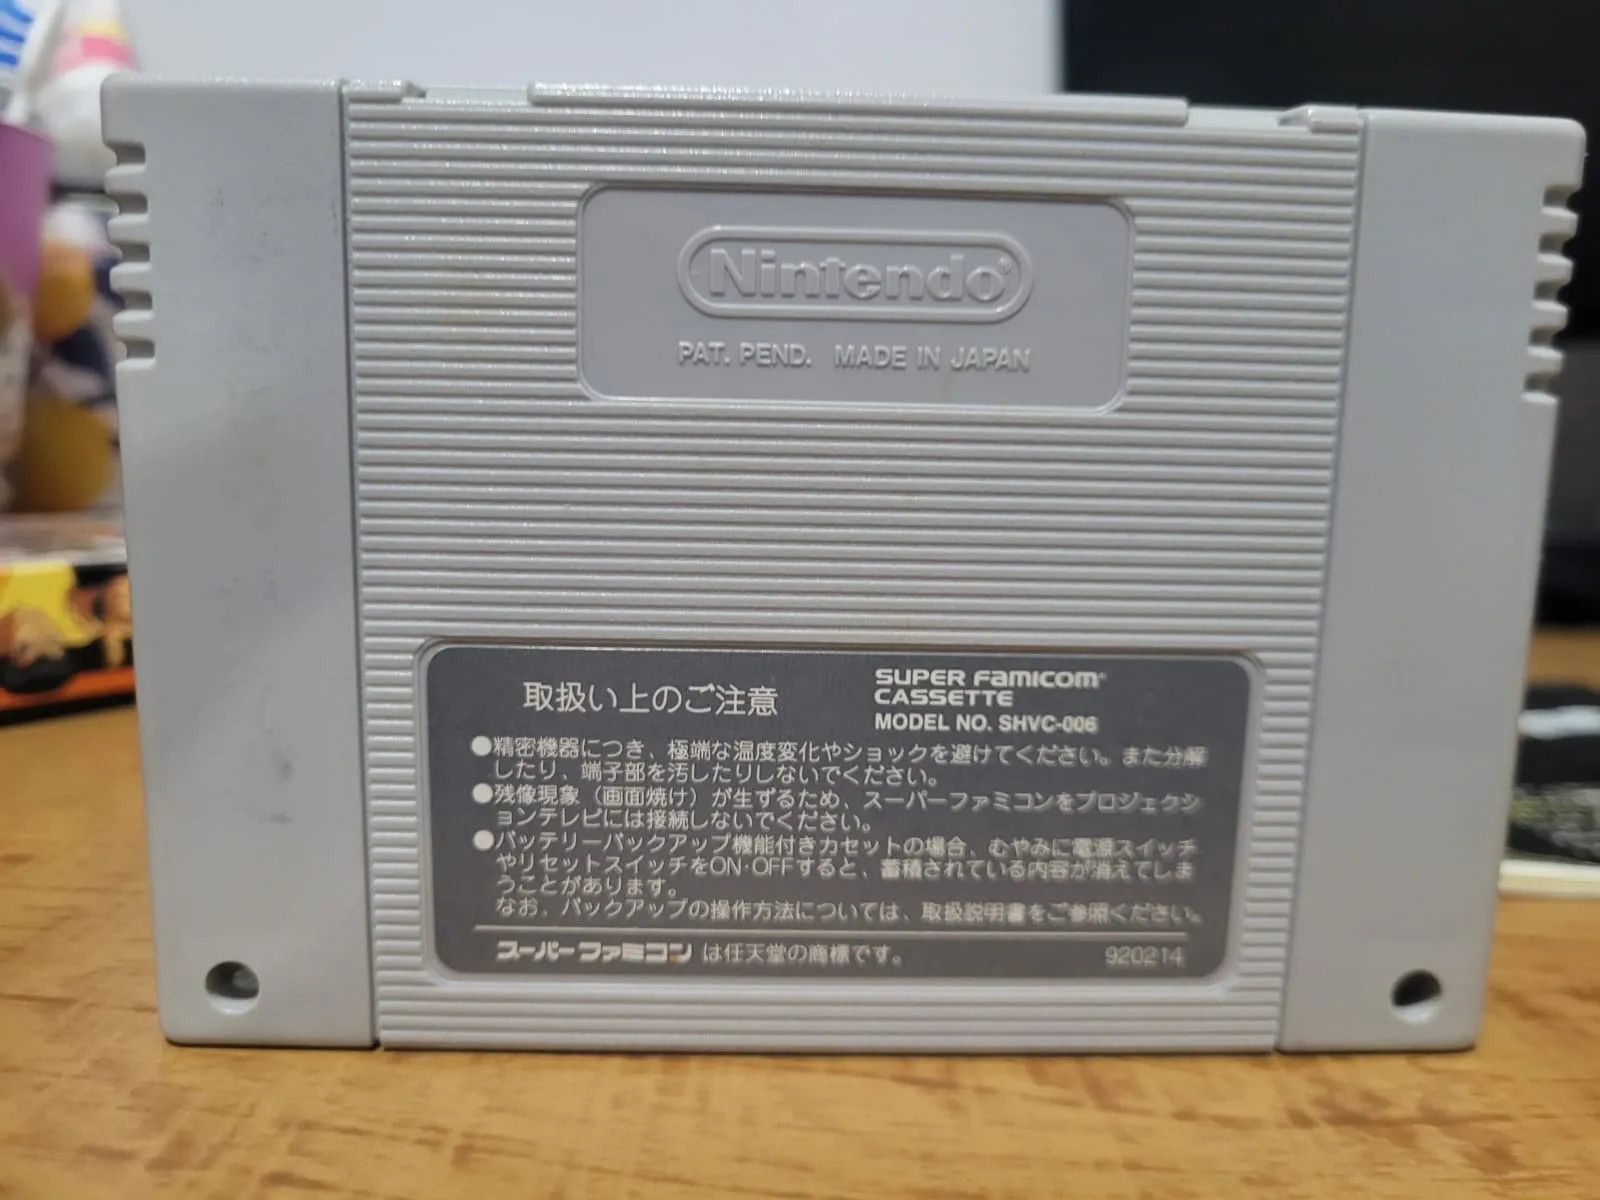 Nintendo®
PAT. PEND. MADE IN JAPAN
取扱い上のご注意
SUPER FAMICOM
CASSETTE
MODEL NO. SHVC-006
●精密機器につき、極端な温度変化やショックを避けてください。また分解
したり、端子部を汚したりしないでください。
●残像現象（画面焼け）が生ずるため、スーパーファミコンをプロジェクシ
ョンテレビには接続しないでください。
●バッテリーバックアップ機能付きカセットの場合、むやみに電源スイッチ
やリセットスイッチをON·OFFすると、蓄積されている内容が消えてしま
うことがあります。
なお、バックアップの操作方法については、取扱説明書をご参照ください。
スーパーファミコン は任天堂の商標です。
920214